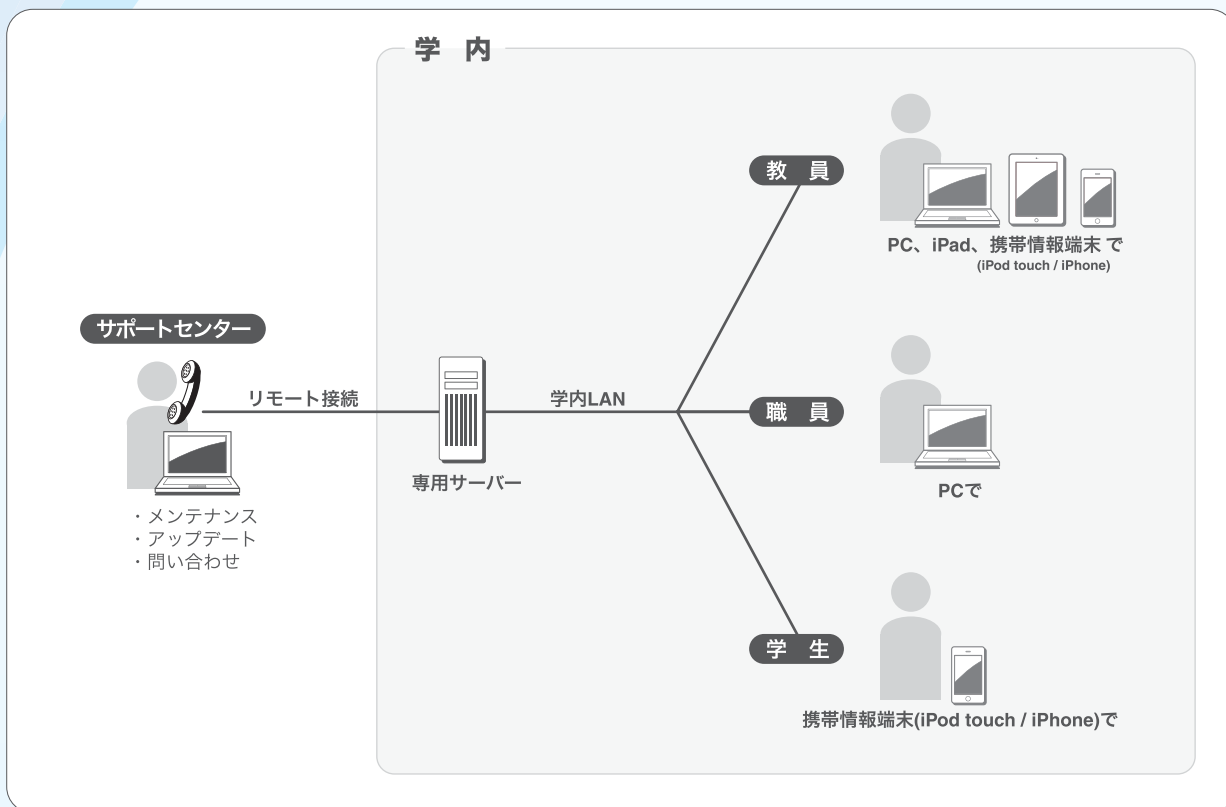 学　内
教　員
PC、iPad、携帯情報端末 で
(iPod touch / iPhone)
サポートセンター
リモート接続
学内LAN
職　員
専用サーバー
PCで
・メンテナンス
・アップデート
・問い合わせ
学　生
携帯情報端末(iPod touch / iPhone)で